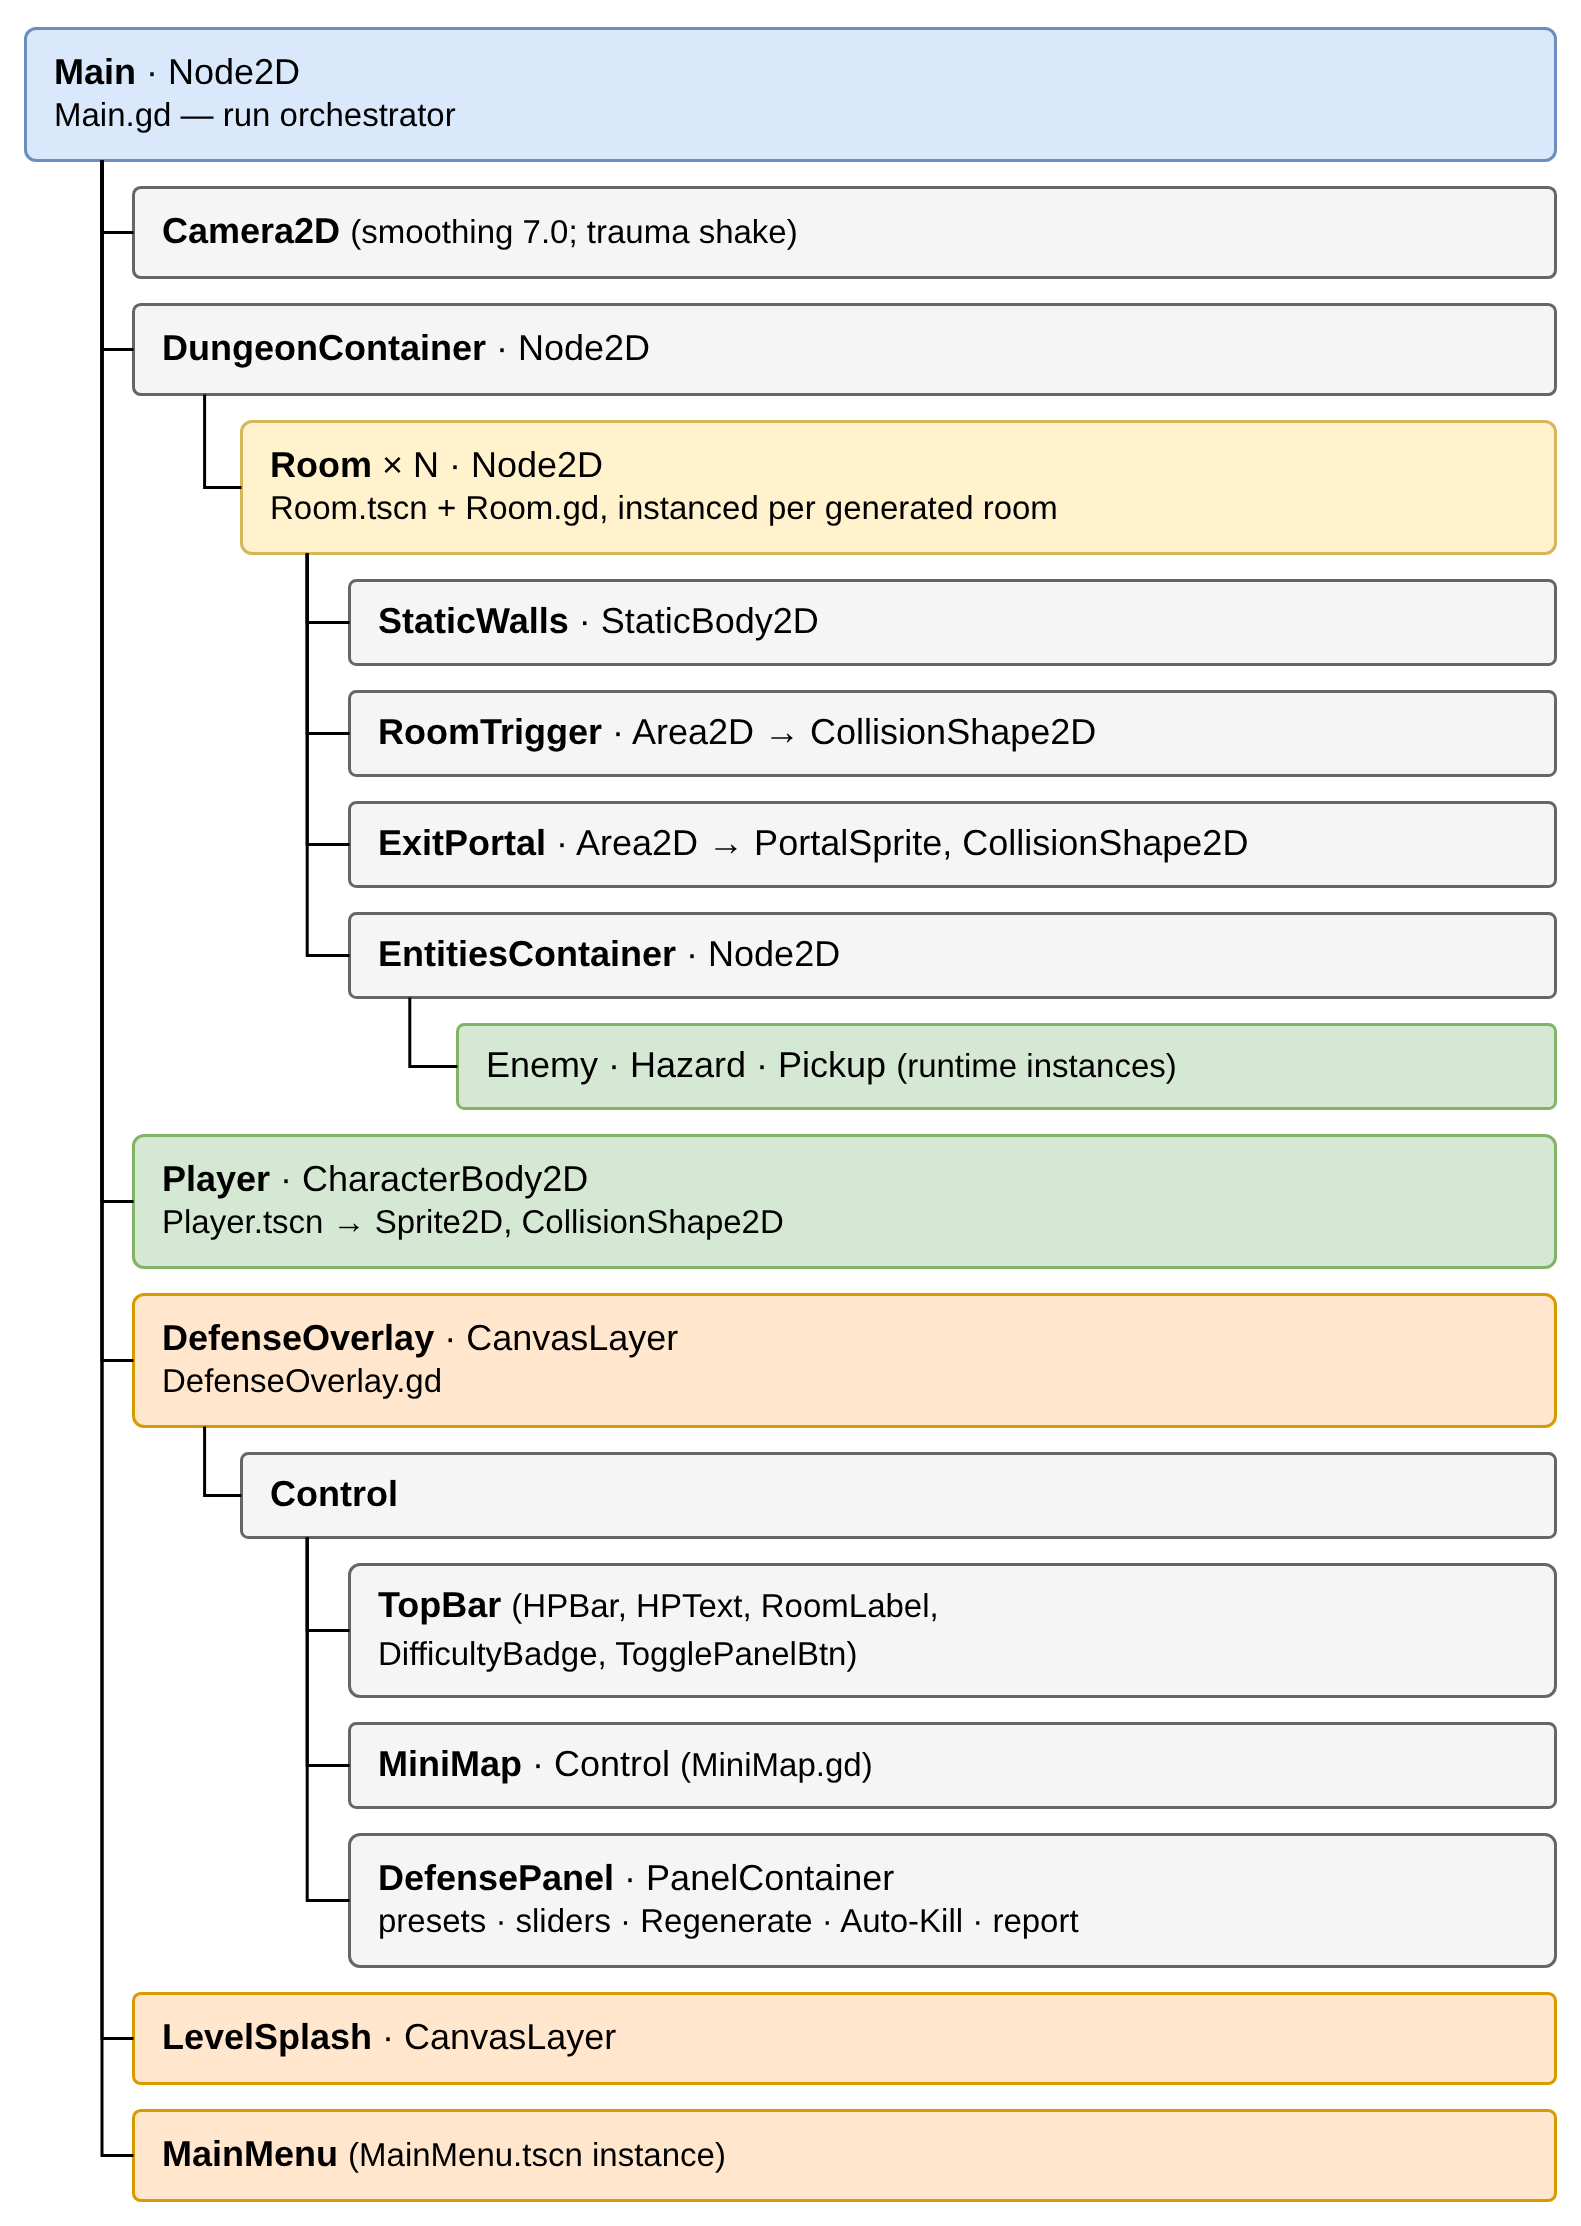 Main · Node2D
Main.gd — run orchestrator
Camera2D (smoothing 7.0; trauma shake)
DungeonContainer · Node2D
Room × N · Node2D
Room.tscn + Room.gd, instanced per generated room
StaticWalls · StaticBody2D
RoomTrigger · Area2D → CollisionShape2D
ExitPortal · Area2D → PortalSprite, CollisionShape2D
EntitiesContainer · Node2D
Enemy · Hazard · Pickup (runtime instances)
Player · CharacterBody2D
Player.tscn → Sprite2D, CollisionShape2D
DefenseOverlay · CanvasLayer
DefenseOverlay.gd
Control
TopBar (HPBar, HPText, RoomLabel,
DifficultyBadge, TogglePanelBtn)
MiniMap · Control (MiniMap.gd)
DefensePanel · PanelContainer
presets · sliders · Regenerate · Auto-Kill · report
LevelSplash · CanvasLayer
MainMenu (MainMenu.tscn instance)